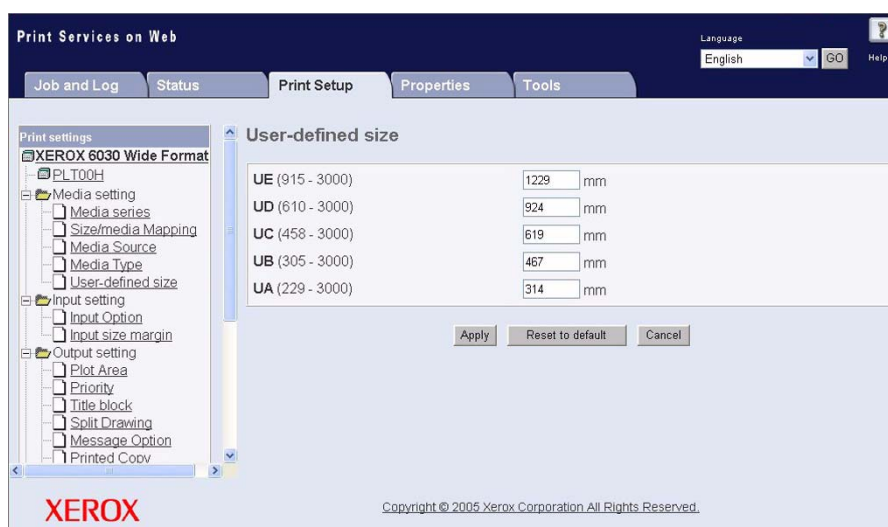 Print Services on Web
Language
English
GO
Help
Job and Log
Status
Print Setup
Properties
Tools
Print settings
XEROX 6030 Wide Format
PLT00H
Media setting
Media series
Size/media Mapping
Media Source
Media Type
User-defined size
Input setting
Input Option
Input size margin
Output setting
Plot Area
Priority
Title block
Split Drawing
Message Option
Printed Copy
User-defined size
UE (915 - 3000) 1229 mm
UD (610 - 3000) 924 mm
UC (458 - 3000) 619 mm
UB (305 - 3000) 467 mm
UA (229 - 3000) 314 mm
Apply
Reset to default
Cancel
XEROX
Copyright © 2005 Xerox Corporation All Rights Reserved.